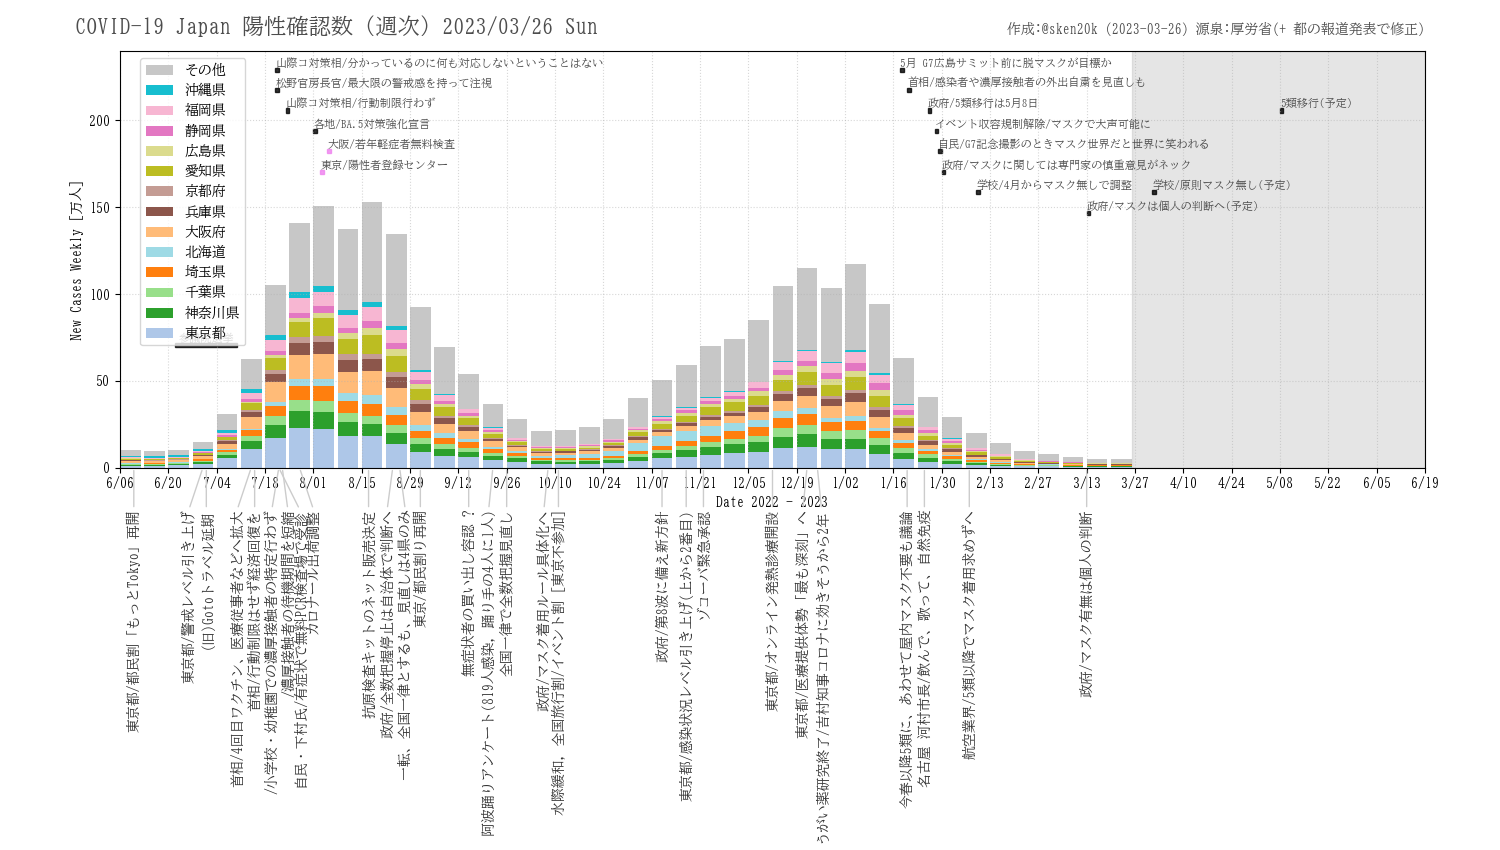 COVID-19 Japan 陽性確認数 (週次) 2023/03/26 Sun
作成:@sken20k (2023-03-26) 源泉:厚労省(+ 都の報道発表で修正)
その他
沖縄県
福岡県
静岡県
広島県
愛知県
京都府
兵庫県
大阪府
北海道
埼玉県
千葉県
神奈川県
東京都
山際コ対策相/分かっているのに何も対応しないということはない
松野官房長官/最大限の警戒感を持って注視
山際コ対策相/行動制限行わず
各地/BA.5対策強化宣言
大阪/若年軽症者無料検査
東京/陽性者登録センター
5月 G7広島サミット前に脱マスクが目標か
首相/感染者や濃厚接触者の外出自粛を見直しも
政府/5類移行は5月8日
イベント収容規制解除/マスクで大声可能に
自民/G7記念撮影のときマスク世界だと世界に笑われる
政府/マスクに関しては専門家の慎重意見がネック
学校/4月からマスク無しで調整
政府/マスクは個人の判断へ(予定)
5類移行(予定)
学校/原則マスク無し(予定)
New Cases Weekly [万人]
200
150
100
50
0
6/06 6/20 7/04 7/18 8/01 8/15 8/29 9/12 9/26 10/10 10/24 11/07 11/21 12/05 12/19 1/02 1/16 1/30 2/13 2/27 3/13 3/27 4/10 4/24 5/08 5/22 6/05 6/19
Date 2022 - 2023
東京都/都民割「もっとTokyo」再開
東京都/警戒レベル引き上げ
(旧)Gotoトラベル延期
首相/4回目ワクチン、医療従事者などへ拡大
首相/行動制限はせず経済回復を
/小学校・幼稚園での濃厚接触者の特定行わず
/濃厚接触者の待機期間を短縮
自民・下村氏/有症状で無料PCR検査場で受診
カロナール出荷調整
抗原検査キットのネット販売決定
政府/全数把握停止は自治体で判断へ
一転、全国一律とするも、見直しは4県のみ
東京/都民割り再開
無症状者の買い出し容認？
阿波踊りアンケート(819人感染, 踊り手の4人に1人)
全国一律で全数把握見直し
政府/マスク着用ルール具体化へ
水際緩和, 全国旅行割/イベント割 [東京不参加]
政府/第8波に備え新方針
東京都/感染状況レベル引き上げ(上から2番目)
ゾコーバ緊急承認
東京都/オンライン発熱診療開設
東京都/医療提供体勢「最も深刻」へ
うがい薬研究終了/吉村知事コロナに効きそうから2年
今春以降5類に、あわせて屋内マスク不要も議論
名古屋 河村市長/飲んで、歌って、自然免疫
航空業界/5類以降でマスク着用求めずへ
政府/マスク有無は個人の判断